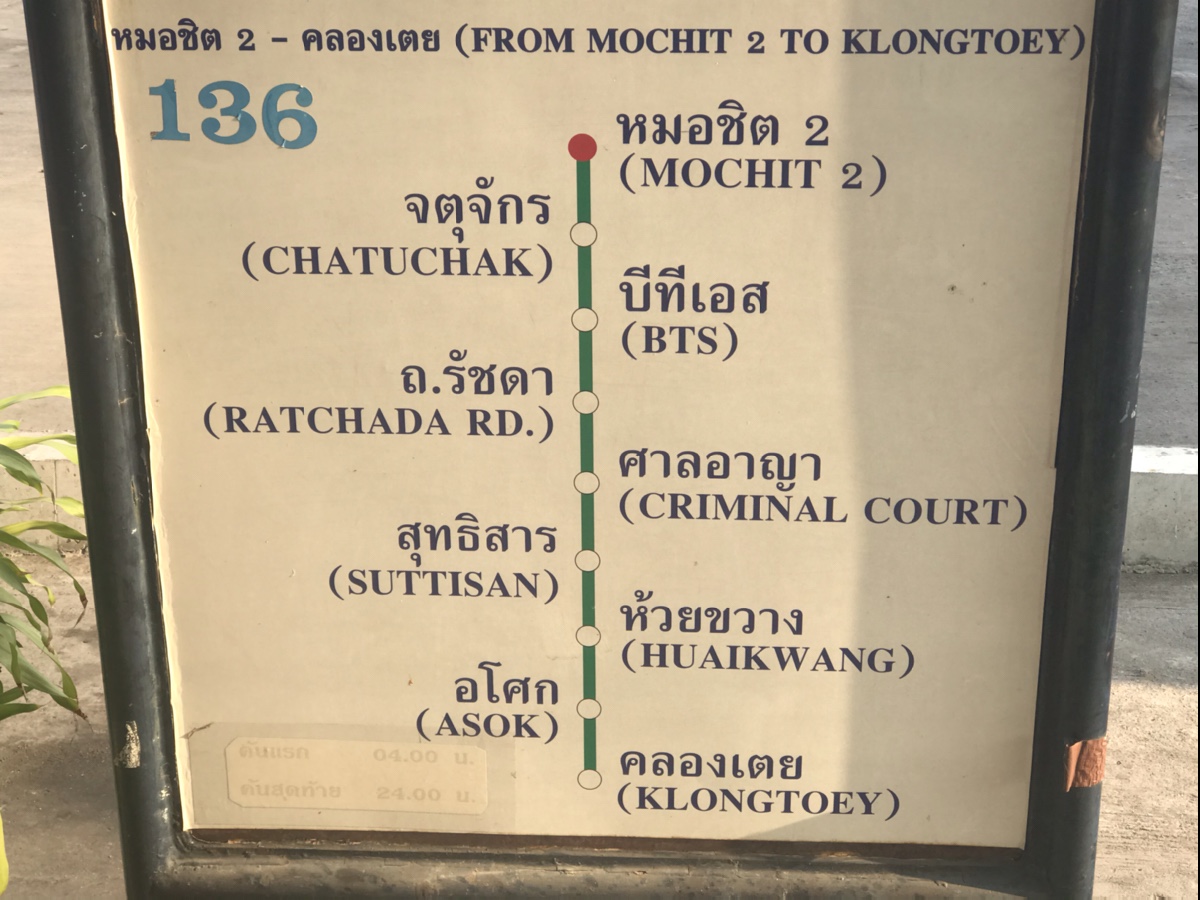 หมอชิต 2 - คลองเตย (FROM MOCHIT 2 TO KLONGTOEY)
136
หมอชิต 2
(MOCHIT 2)
จตุจักร
(CHATUCHAK)
บีทีเอส
(BTS)
ถ.รัชดา
(RATCHADA RD.)
ศาลอาญา
(CRIMINAL COURT)
สุทธิสาร
(SUTTISAN)
ห้วยขวาง
(HUAIKWANG)
อโศก
(ASOK)
คลองเตย
(KLONGTOEY)
คันแรก 04.00 น.
คันสุดท้าย 24.00 น.